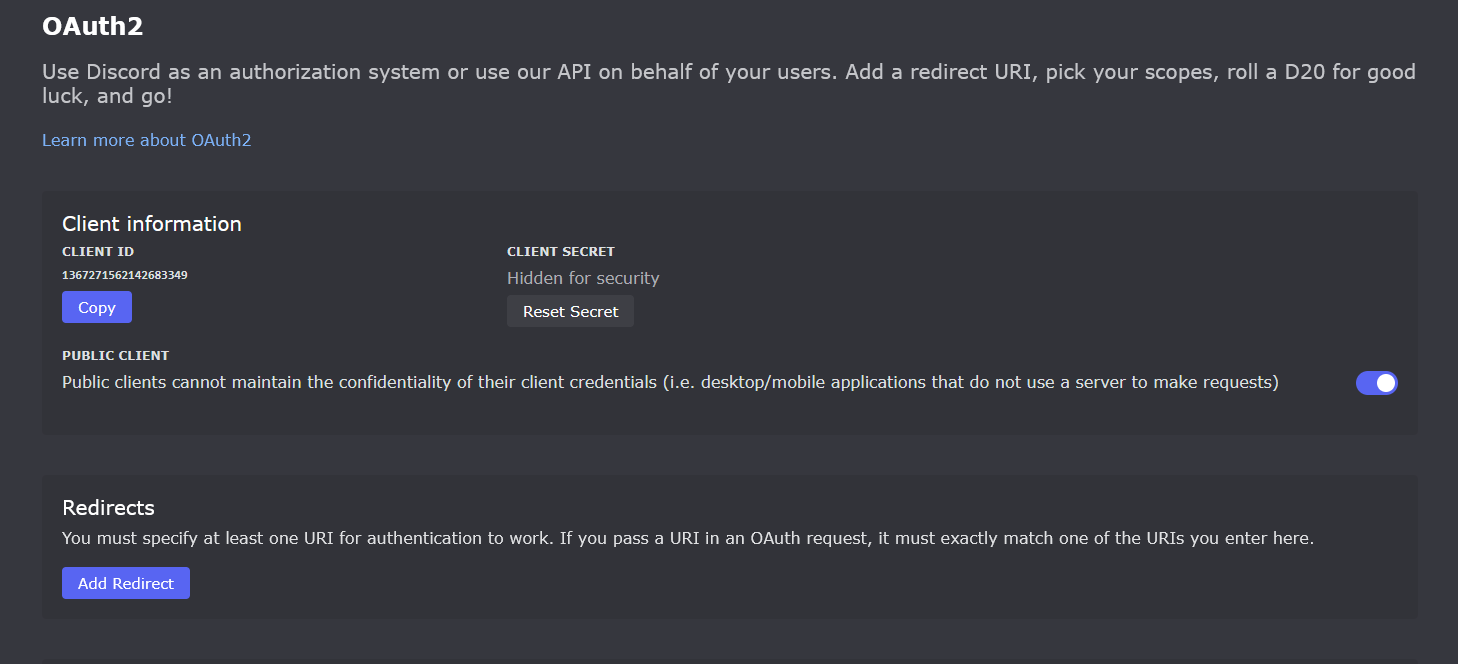 OAuth2
Use Discord as an authorization system or use our API on behalf of your users. Add a redirect URI, pick your scopes, roll a D20 for good
luck, and go!
Learn more about OAuth2
Client information
CLIENT ID
1367271562142683349
Copy
CLIENT SECRET
Hidden for security
Reset Secret
PUBLIC CLIENT
Public clients cannot maintain the confidentiality of their client credentials (i.e. desktop/mobile applications that do not use a server to make requests)
Redirects
You must specify at least one URI for authentication to work. If you pass a URI in an OAuth request, it must exactly match one of the URIs you enter here.
Add Redirect